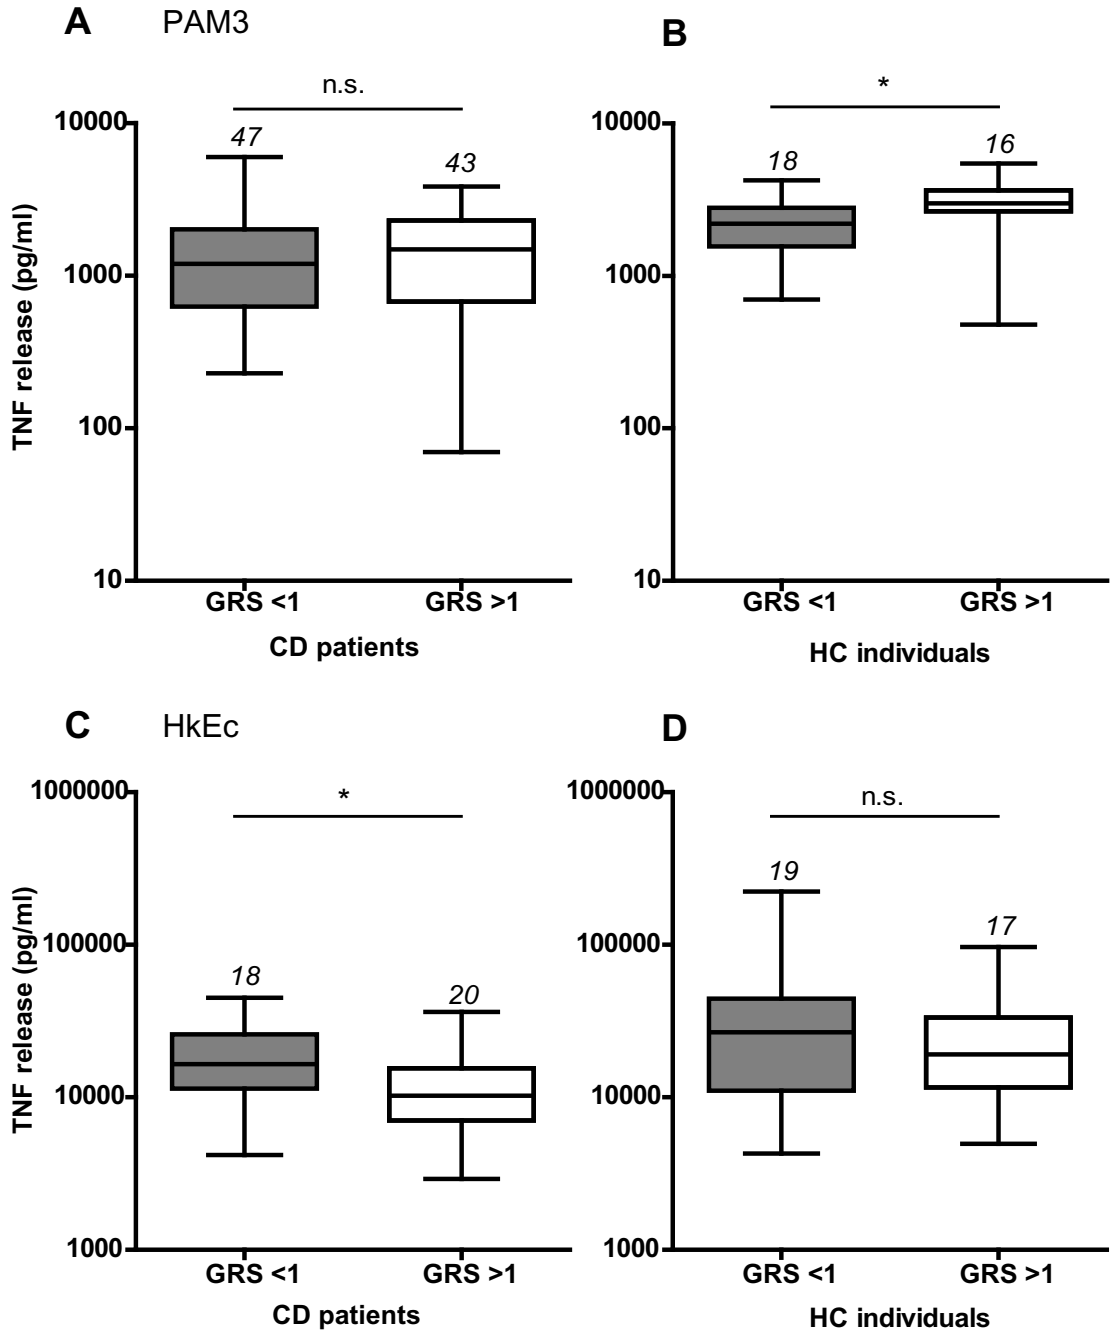 A PAM3
n.s.
TNF release (pg/ml)
10000
1000
100
10
47
43
GRS <1
GRS >1
CD patients
B
*
10000
1000
100
10
18
16
GRS <1
GRS >1
HC individuals
C HkEc
*
TNF release (pg/ml)
1000000
100000
10000
1000
18
20
GRS <1
GRS >1
CD patients
D
n.s.
1000000
100000
10000
1000
19
17
GRS <1
GRS >1
HC individuals